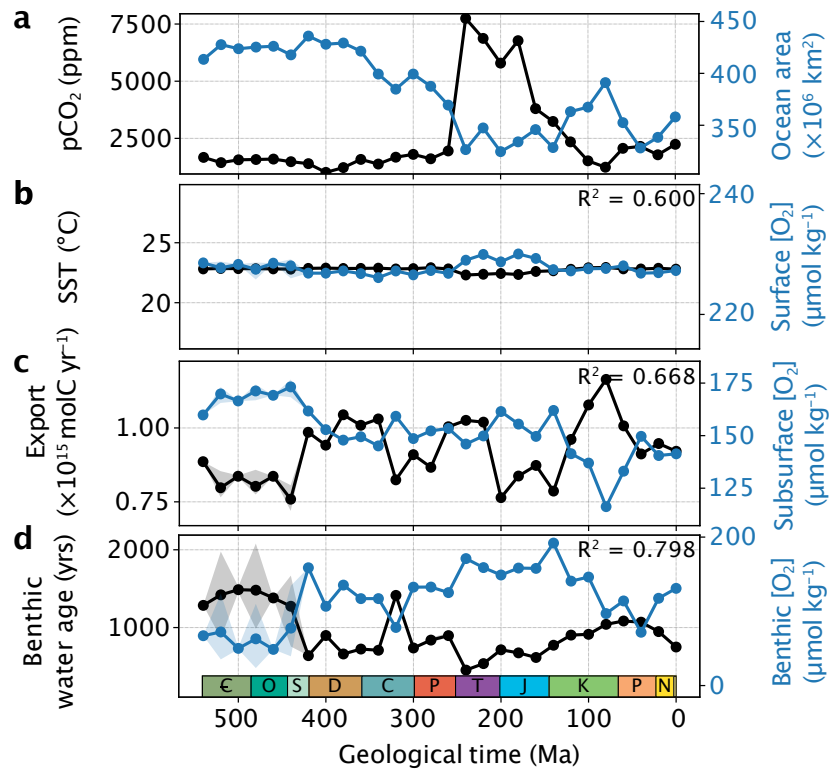 a
7500
5000
2500
pCO₂ (ppm)
450
400
350
Ocean area
(×10⁶ km²)
b
R² = 0.600
25
20
SST (°C)
240
220
Surface [O₂]
(µmol kg⁻¹)
c
R² = 0.668
1.00
0.75
Export
(×10¹⁵ molC yr⁻¹)
175
150
125
Subsurface [O₂]
(µmol kg⁻¹)
d
R² = 0.798
2000
1000
Benthic
water age (yrs)
200
0
Benthic [O₂]
(µmol kg⁻¹)
Ꞓ O S D C P T J K P N
500 400 300 200 100 0
Geological time (Ma)